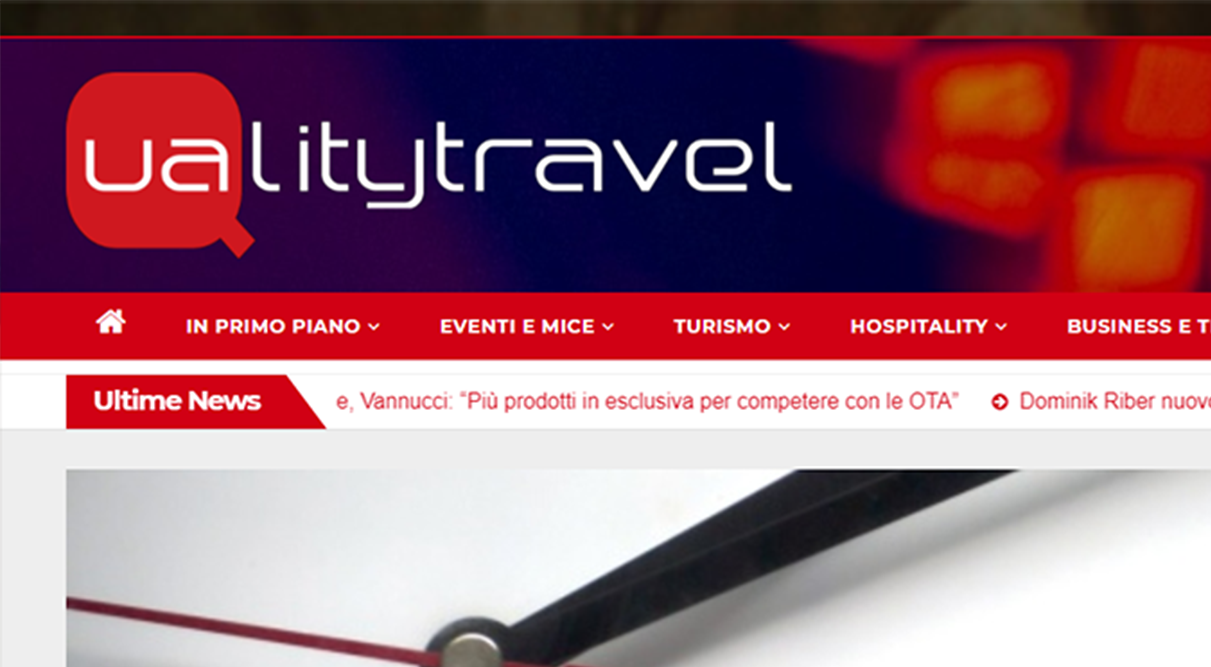 ualitytravel
IN PRIMO PIANO EVENTI E MICE TURISMO HOSPITALITY BUSINESS E T
Ultime News e, Vannucci: “Più prodotti in esclusiva per competere con le OTA” Dominik Riber nuovo